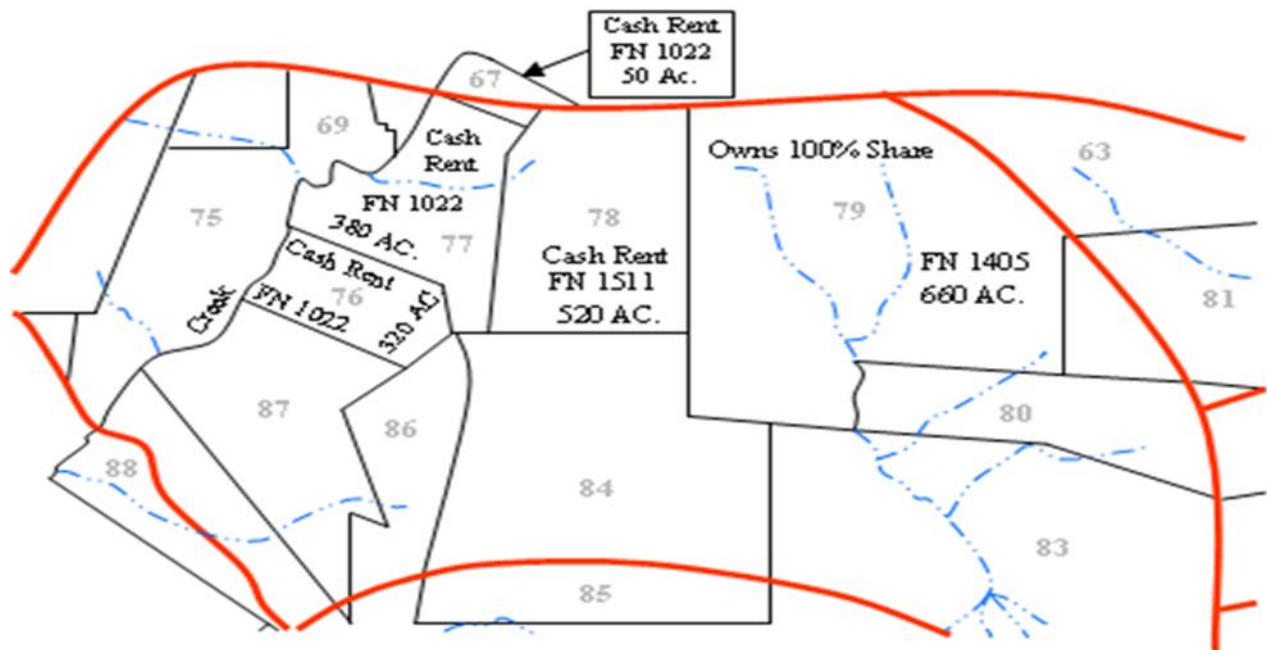 Cash Rent
FN 1022
50 Ac.
67
69
Cash
Rent
63
Owns 100% Share
75
FN 1022
380 AC.
77
78
79
Cash Rent
FN 1511
520 AC.
FN 1405
660 AC.
81
Cash Rent
76
FN 1022
320 AC.
Creek
87
86
80
88
84
83
85